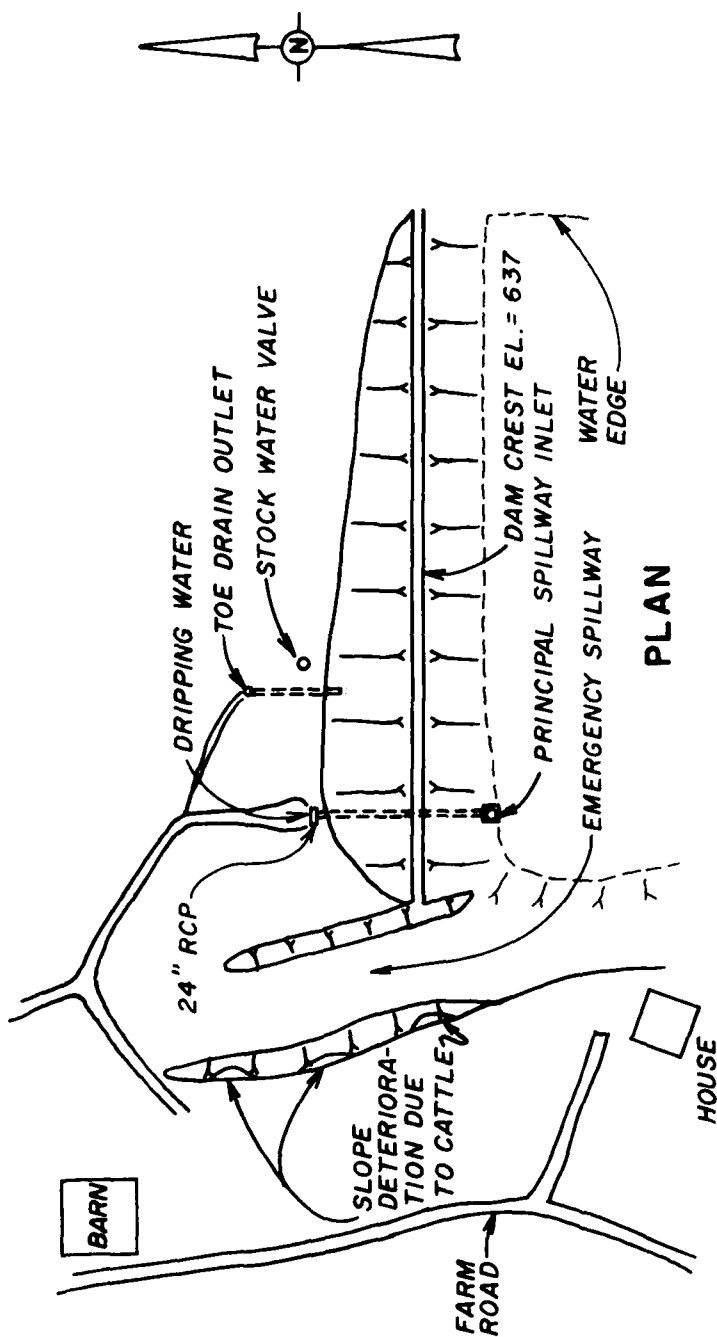 N
DRIPPING WATER
TOE DRAIN OUTLET
STOCK WATER VALVE
24" RCP
BARN
SLOPE
DETERIORA-
TION DUE
TO CATTLE
DAM CREST EL. = 637
PRINCIPAL SPILLWAY INLET
EMERGENCY SPILLWAY
WATER
EDGE
FARM
ROAD
HOUSE
PLAN